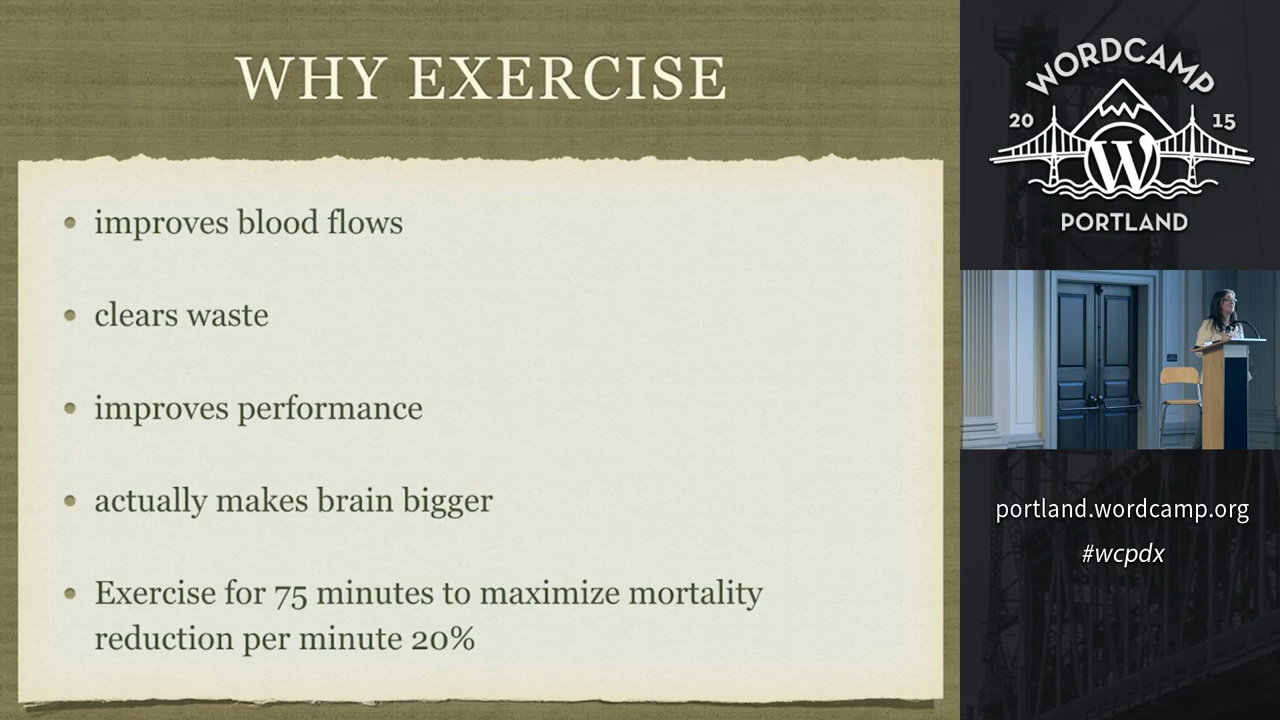 WHY EXERCISE
improves blood flows
clears waste
improves performance
actually makes brain bigger
Exercise for 75 minutes to maximize mortality
reduction per minute 20%
WORDCAMP
20 15
W
PORTLAND
portland.wordcamp.org
#wcpdx